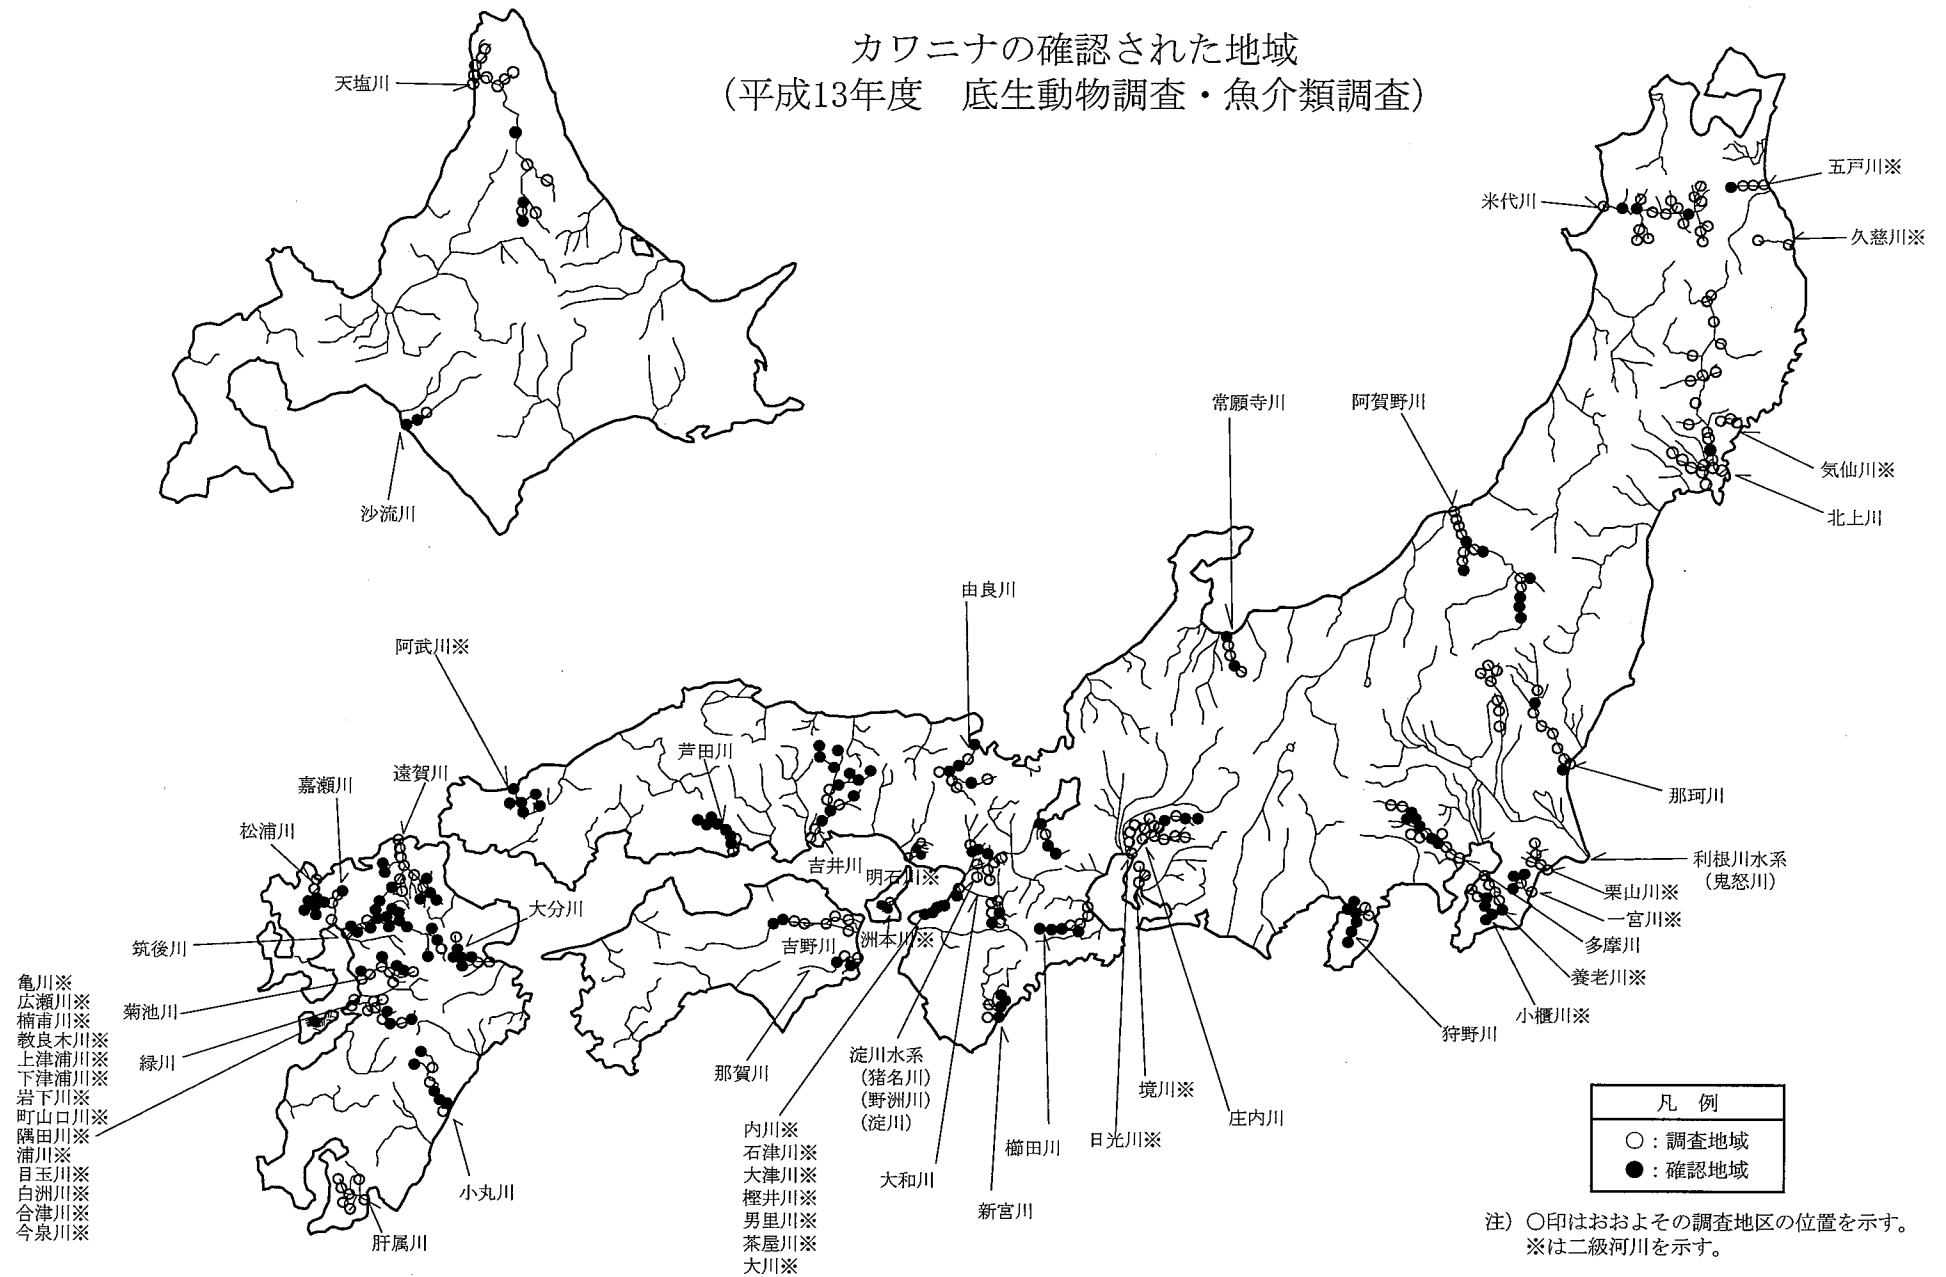 カワニナの確認された地域
（平成13年度　底生動物調査・魚介類調査）
天塩川
沙流川
五戸川※
米代川
久慈川※
気仙川※
北上川
常願寺川
阿賀野川
由良川
阿武川※
芦田川
遠賀川
嘉瀬川
松浦川
吉井川
明石川※
大分川
筑後川
吉野川
洲本川※
那珂川
利根川水系
（鬼怒川）
栗山川※
一宮川※
多摩川
養老川※
小櫃川※
狩野川
亀川※
広瀬川※
楠甫川※
教良木川※
上津浦川※
下津浦川※
岩下川※
町山口川※
隅田川※
浦川※
目玉川※
白洲川※
合津川※
今泉川※
菊池川
緑川
小丸川
肝属川
那賀川
内川※
石津川※
大津川※
樫井川※
男里川※
茶屋川※
大川※
淀川水系
（猪名川）
（野洲川）
（淀川）
大和川
新宮川
櫛田川
日光川※
境川※
庄内川
凡　例
○：調査地域
●：確認地域
注）○印はおおよその調査地区の位置を示す。
※は二級河川を示す。